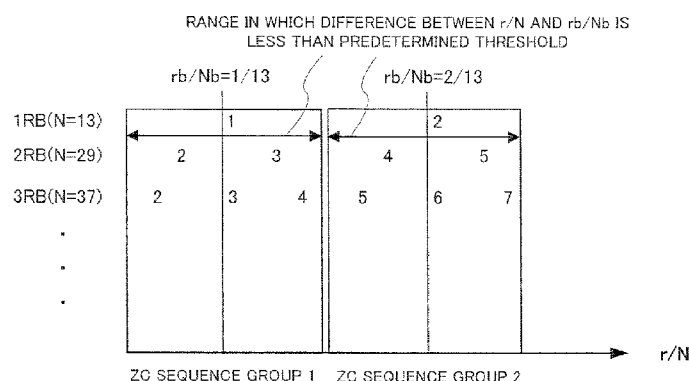 RANGE IN WHICH DIFFERENCE BETWEEN r/N AND rb/Nb IS
LESS THAN PREDETERMINED THRESHOLD
rb/Nb=1/13 rb/Nb=2/13
1RB(N=13) 1 2
2RB(N=29) 2 3 4 5
3RB(N=37) 2 3 4 5 6 7
r/N
ZC SEQUENCE GROUP 1 ZC SEQUENCE GROUP 2